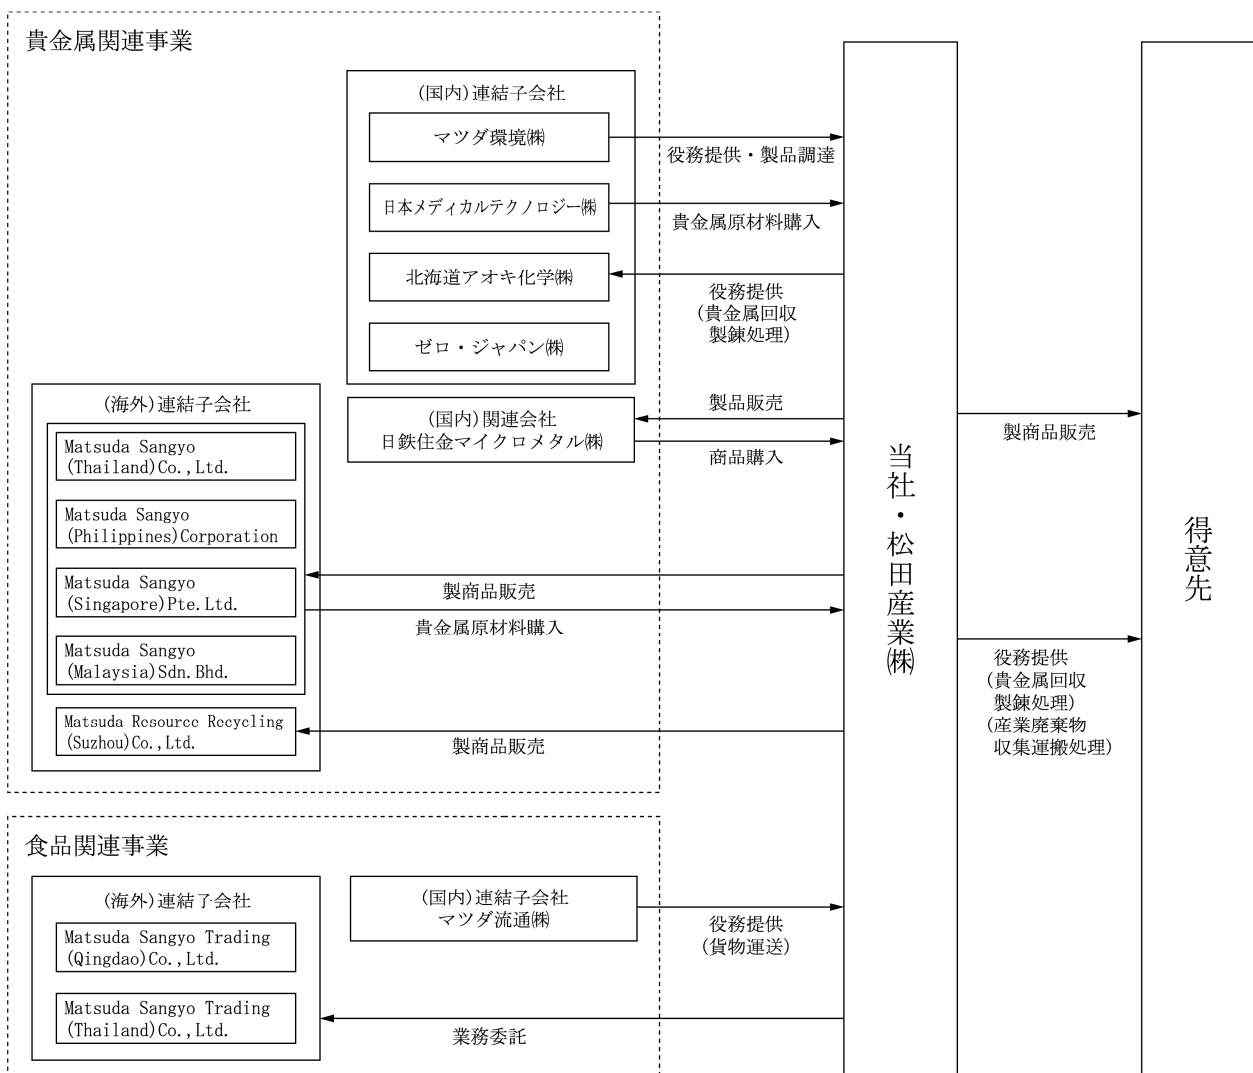 貴金属関連事業
(国内)連結子会社
マツダ環境㈱
役務提供・製品調達
日本メディカルテクノロジー㈱
貴金属原材料購入
北海道アオキ化学㈱
役務提供
(貴金属回収
製錬処理)
ゼロ・ジャパン㈱
(海外)連結子会社
Matsuda Sangyo
(Thailand)Co.,Ltd.
Matsuda Sangyo
(Philippines)Corporation
Matsuda Sangyo
(Singapore)Pte.Ltd.
Matsuda Sangyo
(Malaysia)Sdn.Bhd.
Matsuda Resource Recycling
(Suzhou)Co.,Ltd.
(国内)関連会社
日鉄住金マイクロメタル㈱
製品販売
商品購入
製商品販売
貴金属原材料購入
製商品販売
当社・松田産業㈱
製商品販売
役務提供
(貴金属回収
製錬処理)
(産業廃棄物
収集運搬処理)
得意先
食品関連事業
(海外)連結子会社
Matsuda Sangyo Trading
(Qingdao)Co.,Ltd.
Matsuda Sangyo Trading
(Thailand)Co.,Ltd.
(国内)連結子会社
マツダ流通㈱
役務提供
(貨物運送)
業務委託